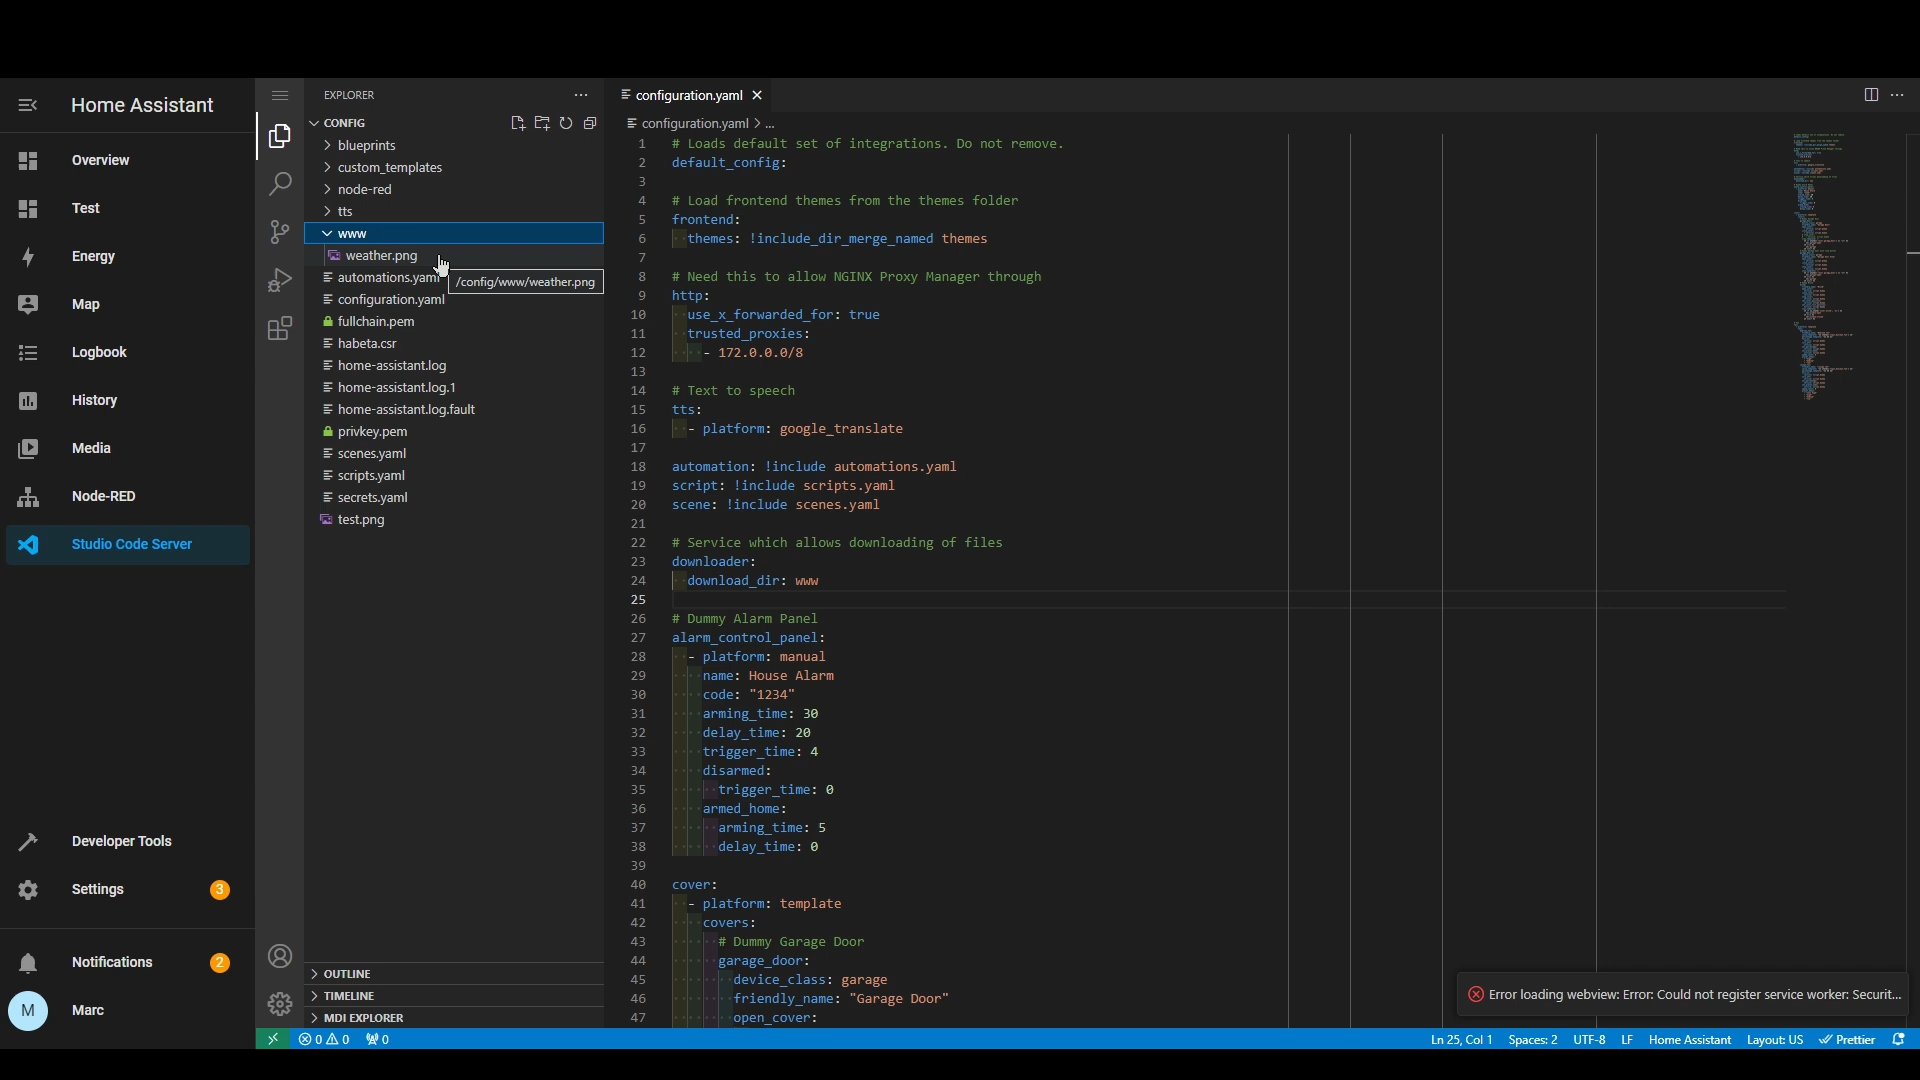 Home Assistant
Overview
Test
Energy
Map
Logbook
History
Media
Node-RED
Studio Code Server
Developer Tools
Settings 3
Notifications 2
M Marc
EXPLORER
CONFIG
blueprints
custom_templates
node-red
tts
www
weather.png
automations.yaml
/config/www/weather.png
configuration.yaml
fullchain.pem
habeta.csr
home-assistant.log
home-assistant.log.1
home-assistant.log.fault
privkey.pem
scenes.yaml
scripts.yaml
secrets.yaml
test.png
OUTLINE
TIMELINE
MDI EXPLORER
configuration.yaml
configuration.yaml > ...
1 # Loads default set of integrations. Do not remove.
2 default_config:
3
4 # Load frontend themes from the themes folder
5 frontend:
6 themes: !include_dir_merge_named themes
7
8 # Need this to allow NGINX Proxy Manager through
9 http:
10 use_x_forwarded_for: true
11 trusted_proxies:
12 - 172.0.0.0/8
13
14 # Text to speech
15 tts:
16 - platform: google_translate
17
18 automation: !include automations.yaml
19 script: !include scripts.yaml
20 scene: !include scenes.yaml
21
22 # Service which allows downloading of files
23 downloader:
24 download_dir: www
25
26 # Dummy Alarm Panel
27 alarm_control_panel:
28 - platform: manual
29 name: House Alarm
30 code: "1234"
31 arming_time: 30
32 delay_time: 20
33 trigger_time: 4
34 disarmed:
35 trigger_time: 0
36 armed_home:
37 arming_time: 5
38 delay_time: 0
39
40 cover:
41 - platform: template
42 covers:
43 # Dummy Garage Door
44 garage_door:
45 device_class: garage
46 friendly_name: "Garage Door"
47 open_cover:
Error loading webview: Error: Could not register service worker: Securit...
0 0 0
Ln 25, Col 1 Spaces: 2 UTF-8 LF Home Assistant Layout: US Prettier